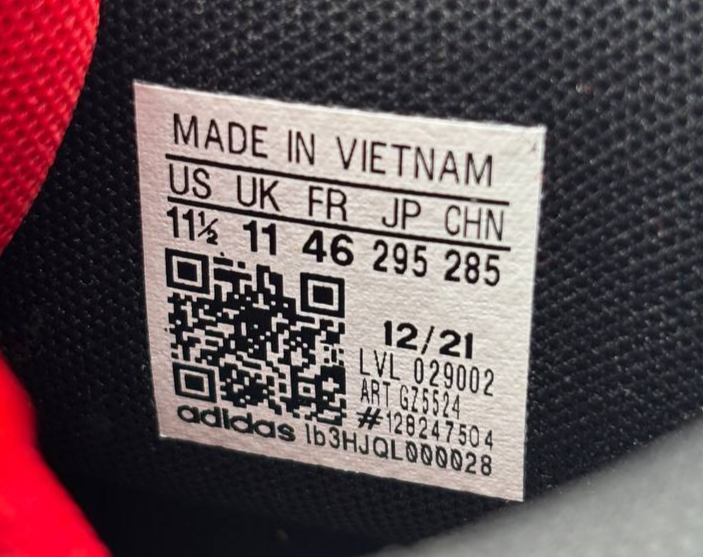 MADE IN VIETNAM
US UK FR JP CHN
11½ 11 46 295 285
12/21
LVL 029002
ART GZ5524
#128247504
adidas 1b3HJQL000028